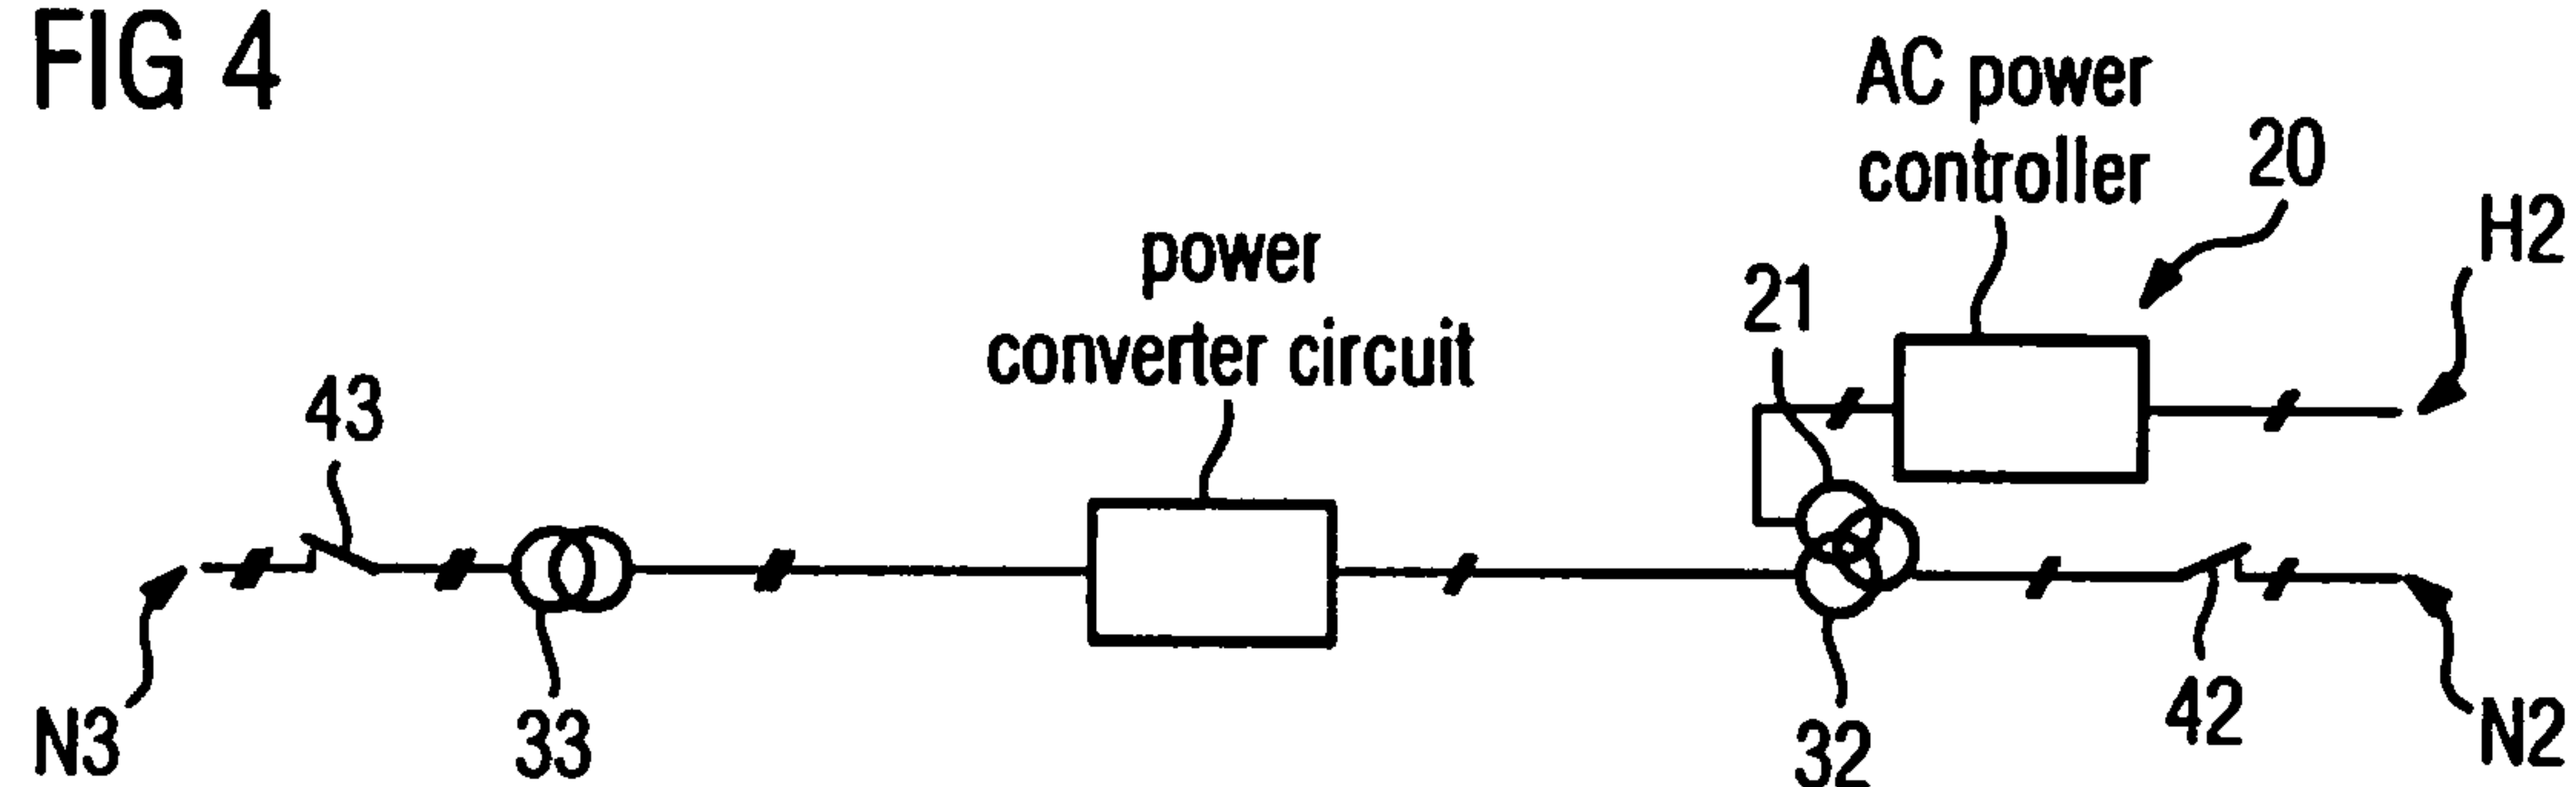 FIG 4
AC power
controller
20
H2
power
converter circuit
21
43
N3
33
32
42
N2